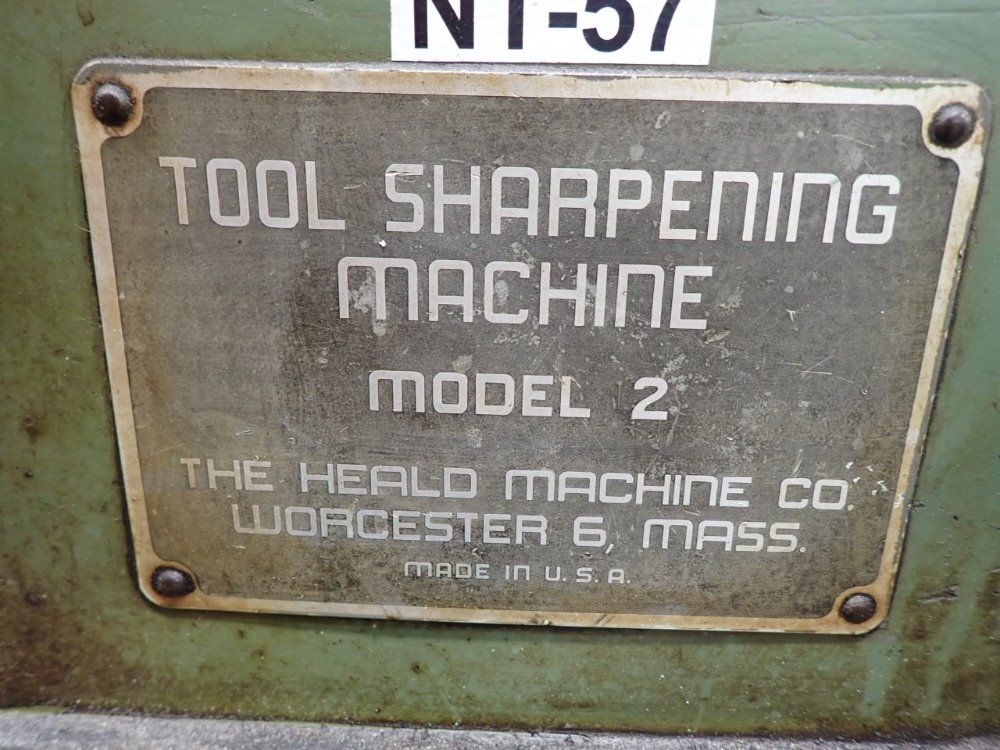 NT-57
TOOL SHARPENING
MACHINE
MODEL 2
THE HEALD MACHINE CO.
WORCESTER 6, MASS.
MADE IN U.S.A.